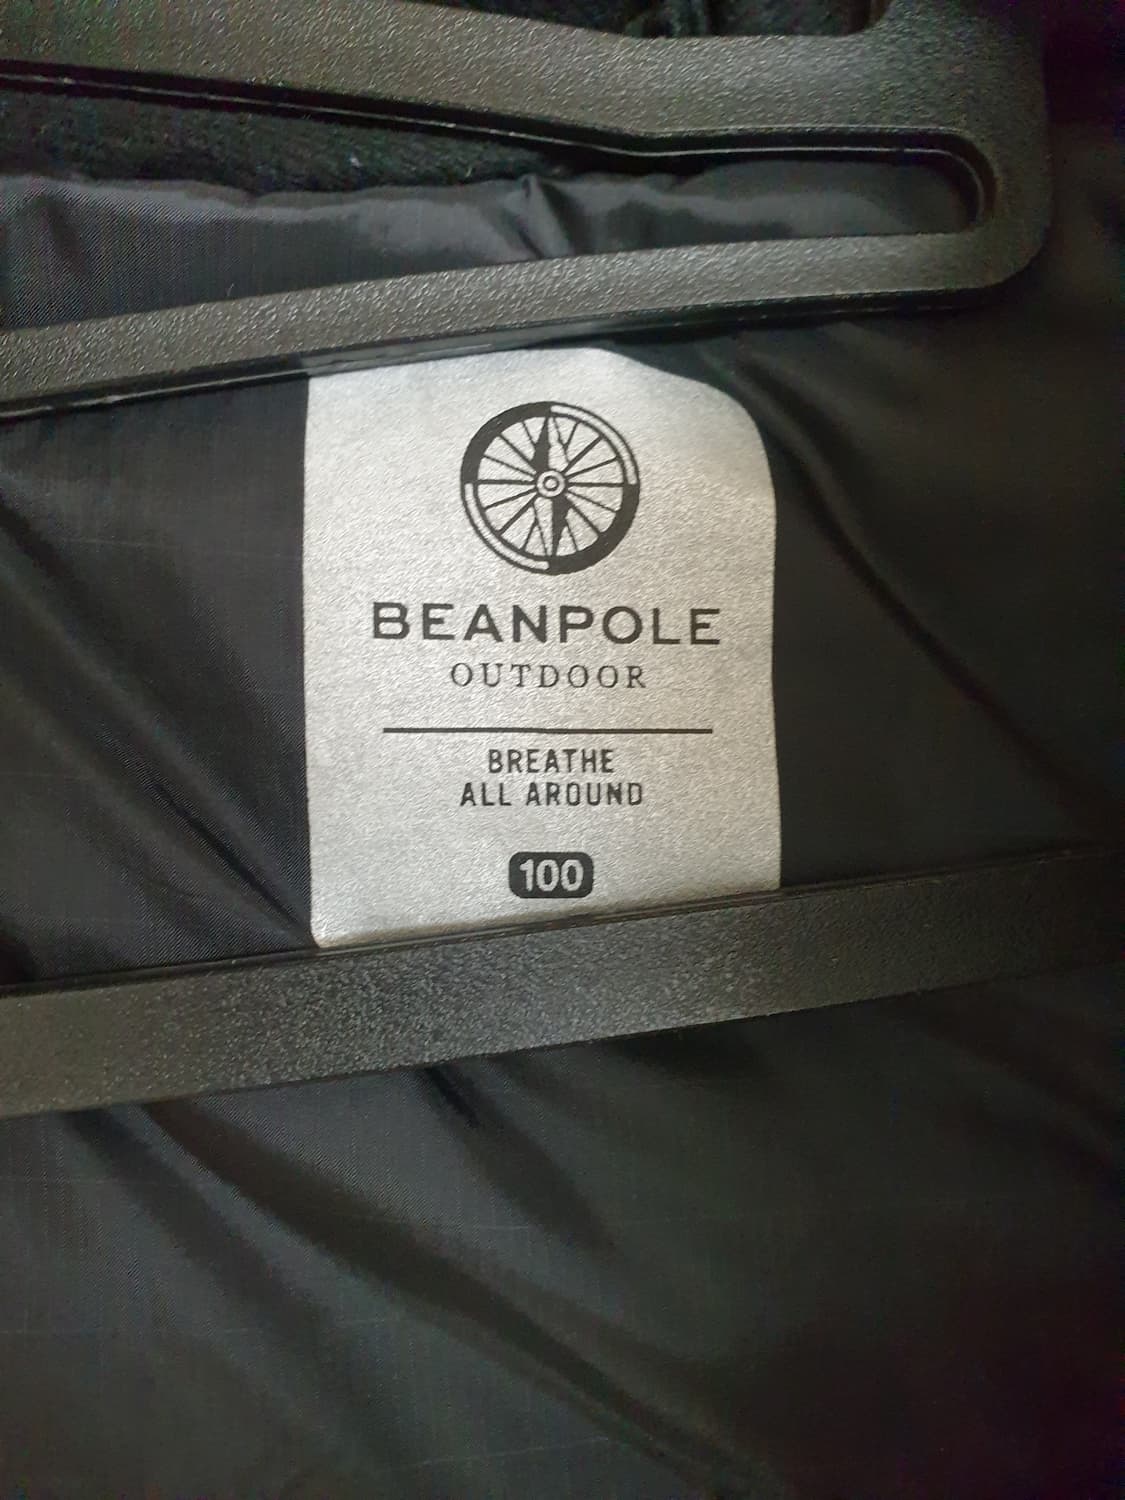 BEANPOLE
OUTDOOR
BREATHE
ALL AROUND
100